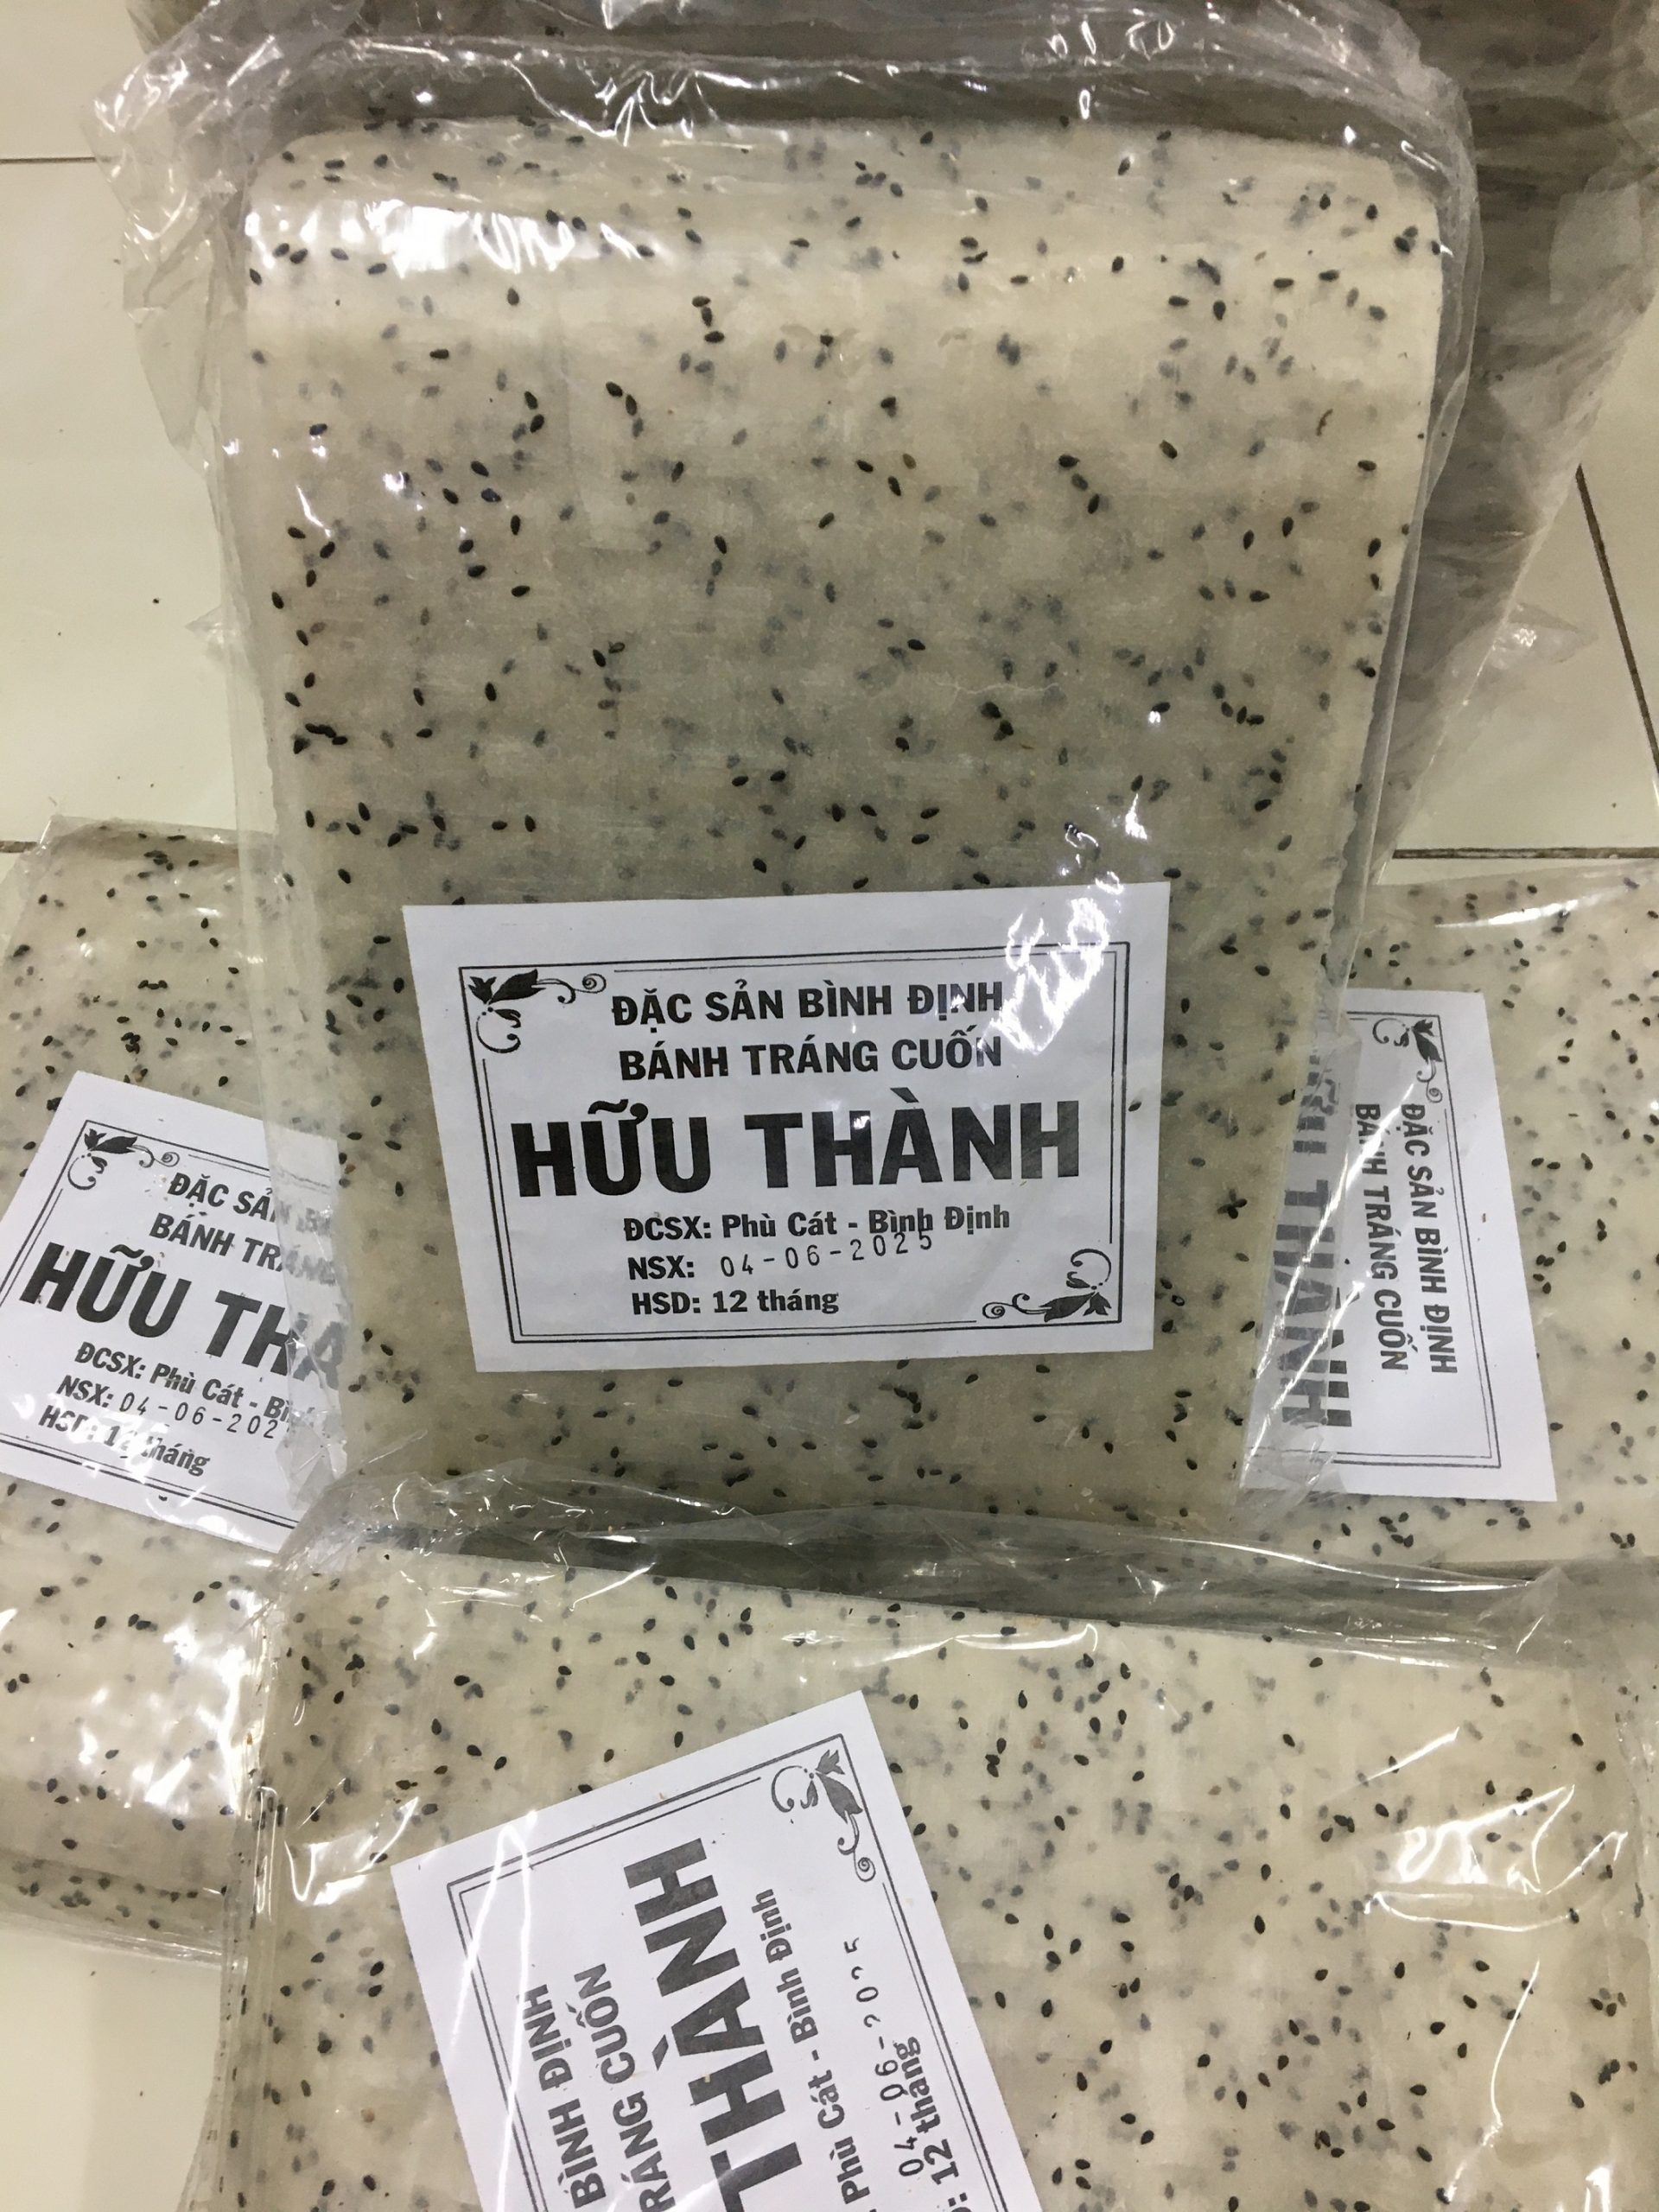 ĐẶC SẢN BÌNH ĐỊNH
BÁNH TRÁNG CUỐN
HỮU THÀNH
ĐCSX: Phù Cát - Bình Định
NSX: 04-06-2025
HSD: 12 tháng
ĐẶC SẢN
BÁNH TRÁNG
HỮU THÀ
ĐCSX: Phù Cát - Bình
NSX: 04-06-202
HSD: 12 tháng
ĐẶC SẢN BÌNH ĐỊNH
BÁNH TRÁNG CUỐN
THÀNH
BÌNH ĐỊNH
RÁNG CUỐN
THÀNH
Phù Cát - Bình Định
04-06-2025
: 12 tháng